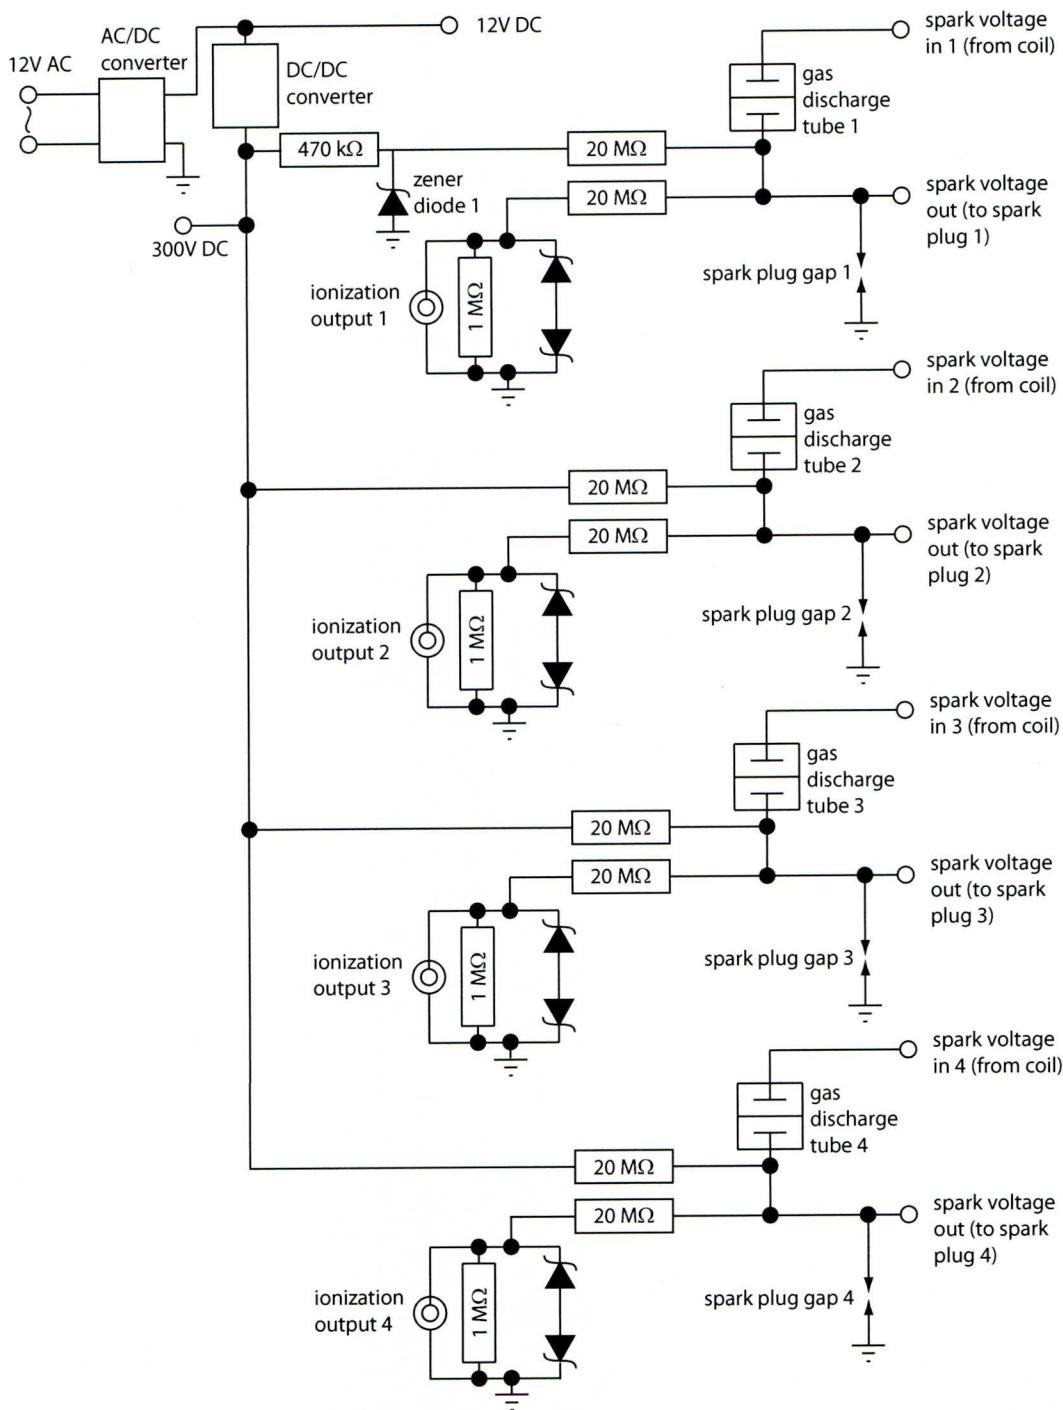 12V AC
AC/DC
converter
DC/DC
converter
12V DC
spark voltage
in 1 (from coil)
gas
discharge
tube 1
470 kΩ
20 MΩ
zener
diode 1
20 MΩ
spark voltage
out (to spark
plug 1)
300V DC
ionization
output 1
1 MΩ
spark plug gap 1
spark voltage
in 2 (from coil)
gas
discharge
tube 2
20 MΩ
20 MΩ
spark voltage
out (to spark
plug 2)
ionization
output 2
1 MΩ
spark plug gap 2
spark voltage
in 3 (from coil)
gas
discharge
tube 3
20 MΩ
20 MΩ
spark voltage
out (to spark
plug 3)
ionization
output 3
1 MΩ
spark plug gap 3
spark voltage
in 4 (from coil)
gas
discharge
tube 4
20 MΩ
20 MΩ
spark voltage
out (to spark
plug 4)
ionization
output 4
1 MΩ
spark plug gap 4